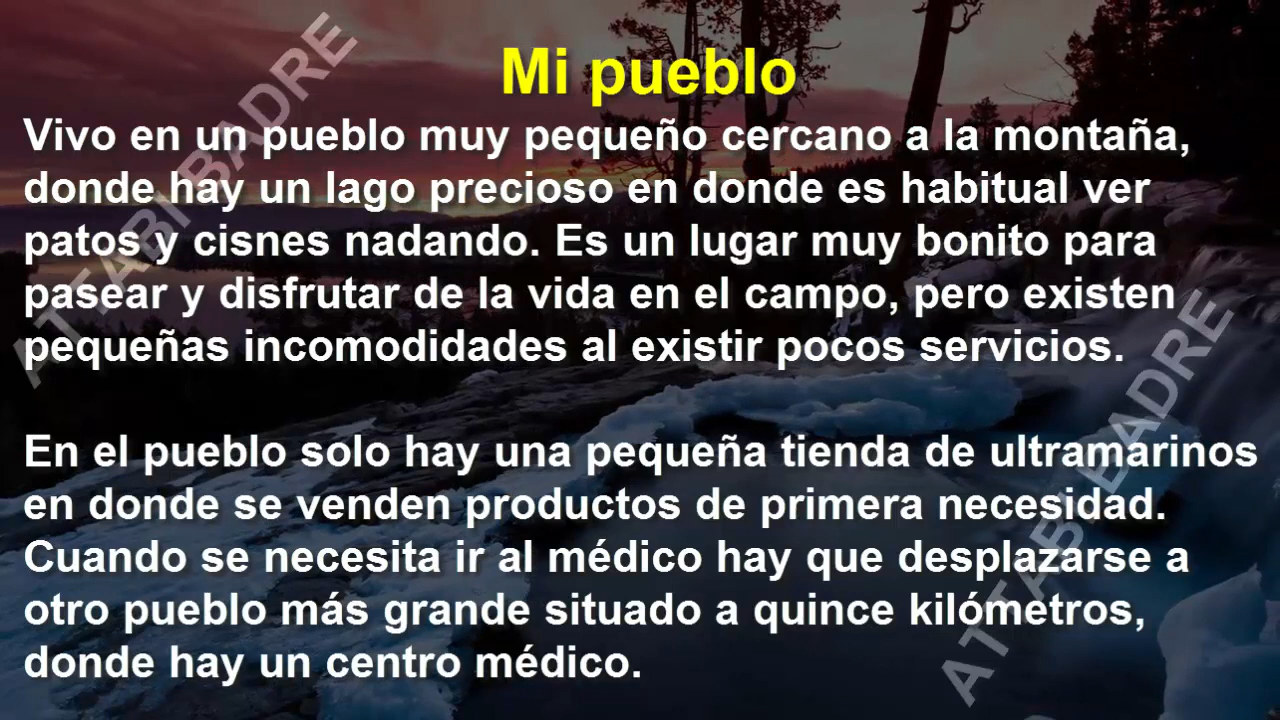 Mi pueblo
Vivo en un pueblo muy pequeño cercano a la montaña,
donde hay un lago precioso en donde es habitual ver
patos y cisnes nadando. Es un lugar muy bonito para
pasear y disfrutar de la vida en el campo, pero existen
pequeñas incomodidades al existir pocos servicios.
En el pueblo solo hay una pequeña tienda de ultramarinos
en donde se venden productos de primera necesidad.
Cuando se necesita ir al médico hay que desplazarse a
otro pueblo más grande situado a quince kilómetros,
donde hay un centro médico.
ATTABI BADRE
ATTABI BADRE